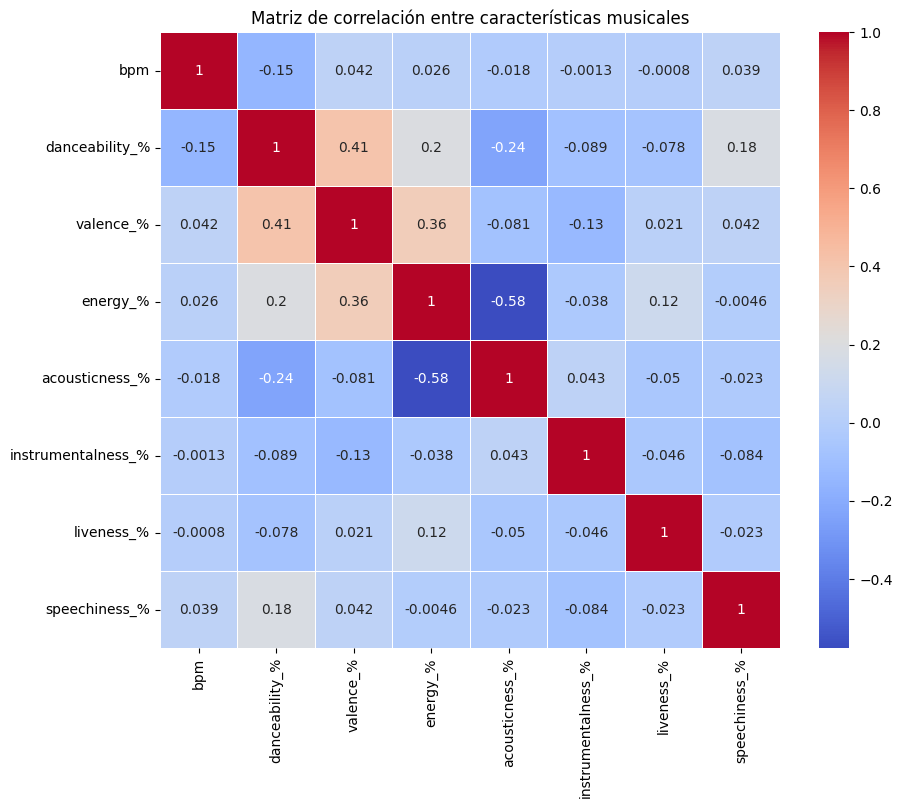 Matriz de correlación entre características musicales
bpm 1 -0.15 0.042 0.026 -0.018 -0.0013 -0.0008 0.039
danceability_% -0.15 1 0.41 0.2 -0.24 -0.089 -0.078 0.18
valence_% 0.042 0.41 1 0.36 -0.081 -0.13 0.021 0.042
energy_% 0.026 0.2 0.36 1 -0.58 -0.038 0.12 -0.0046
acousticness_% -0.018 -0.24 -0.081 -0.58 1 0.043 -0.05 -0.023
instrumentalness_% -0.0013 -0.089 -0.13 -0.038 0.043 1 -0.046 -0.084
liveness_% -0.0008 -0.078 0.021 0.12 -0.05 -0.046 1 -0.023
speechiness_% 0.039 0.18 0.042 -0.0046 -0.023 -0.084 -0.023 1
bpm
danceability_%
valence_%
energy_%
acousticness_%
instrumentalness_%
liveness_%
speechiness_%
1.0
0.8
0.6
0.4
0.2
0.0
−0.2
−0.4